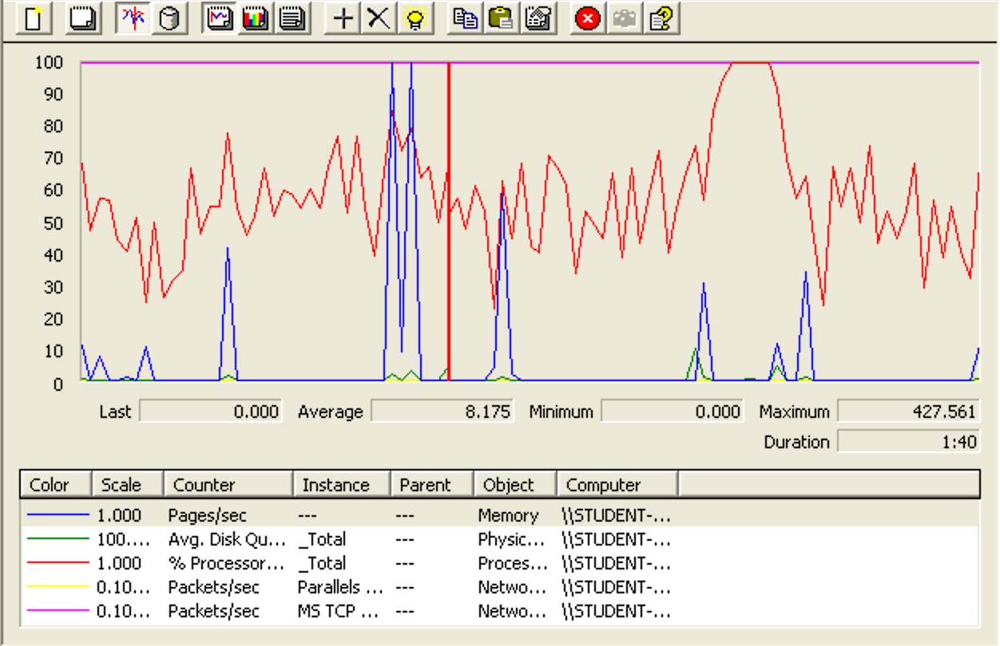 100
90
80
70
60
50
40
30
20
10
0
Last 0.000 Average 8.175 Minimum 0.000 Maximum 427.561
Duration 1:40
Color Scale Counter Instance Parent Object Computer
1.000 Pages/sec --- --- Memory \\STUDENT-...
100.... Avg. Disk Qu... _Total --- Physic... \\STUDENT-...
1.000 % Processor... _Total --- Proces... \\STUDENT-...
0.10... Packets/sec Parallels ... --- Netwo... \\STUDENT-...
0.10... Packets/sec MS TCP ... --- Netwo... \\STUDENT-...